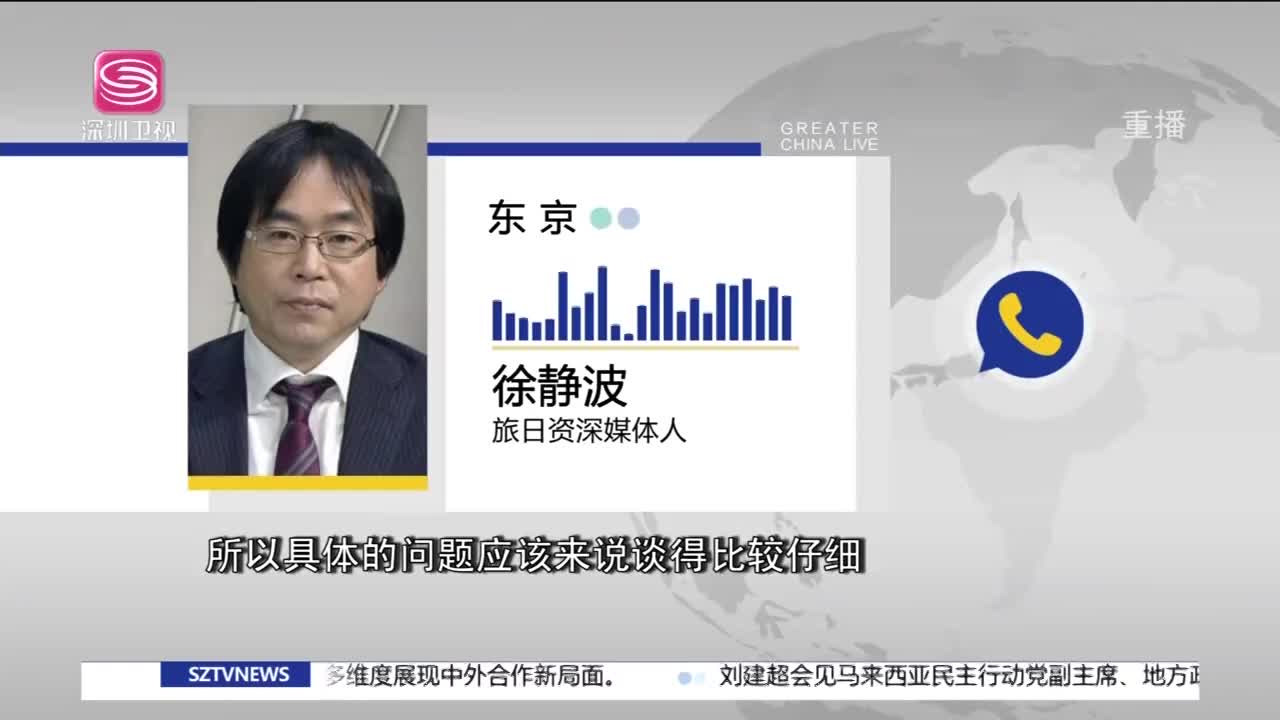 深圳卫视
GREATER
CHINA LIVE
重播
东京
徐静波
旅日资深媒体人
所以具体的问题应该来说谈得比较仔细
SZTVNEWS 多维度展现中外合作新局面。 刘建超会见马来西亚民主行动党副主席、地方政